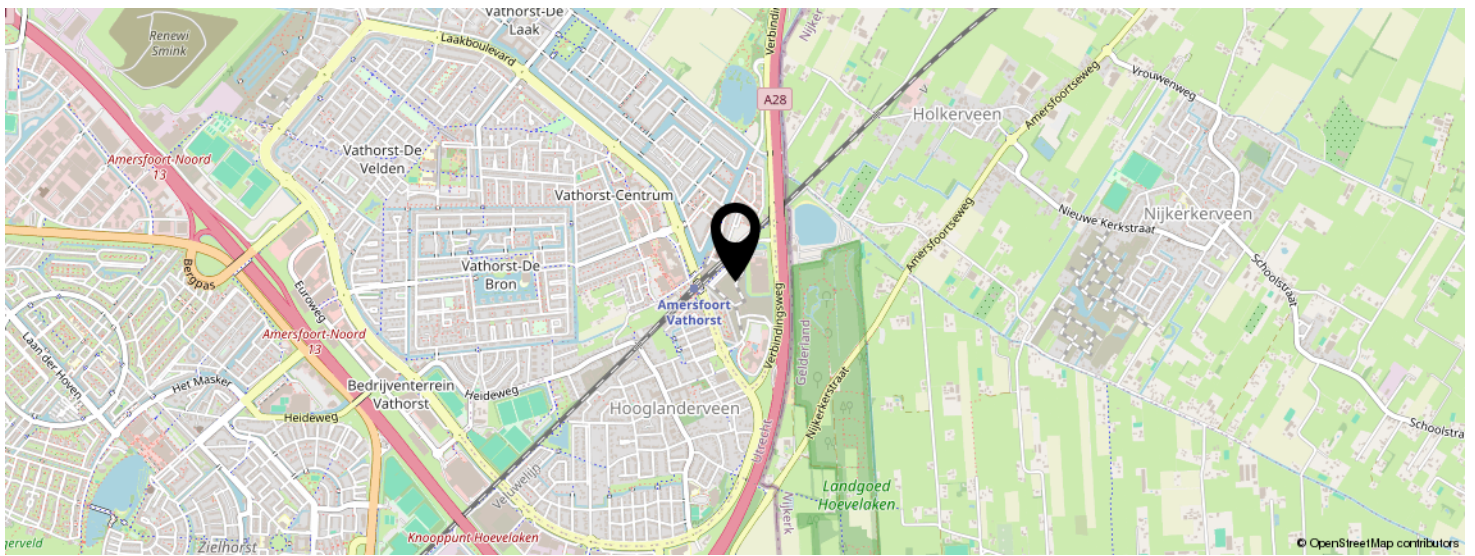 Vathorst-De
Laak
Renewi
Smink
Laakboulevard
Verbindingsweg
Nijkerk
A28
Vrouwenweg
Holkerveen
Amersfoortseweg
Amersfoort-Noord
13
Vathorst-De
Velden
Vathorst-Centrum
Nieuwe Kerkstraat
Nijkerkerveen
Amersfoortseweg
Bergpas
Euroweg
Vathorst-De
Bron
Schoolstraat
Amersfoort
Vathorst
Verbindingsweg
Gelderland
Amersfoort-Noord
13
Laan der Hoven
Het Masker
Bedrijventerrein
Vathorst
Heideweg
Heideweg
Hooglanderveen
Nijkerkerstraat
Utrecht
Schoolstra
Veluwelijn
Landgoed
Hoevelaken
Nijkerk
Knooppunt Hoevelaken
Zielhorst
nerveld
© OpenStreetMap contributors